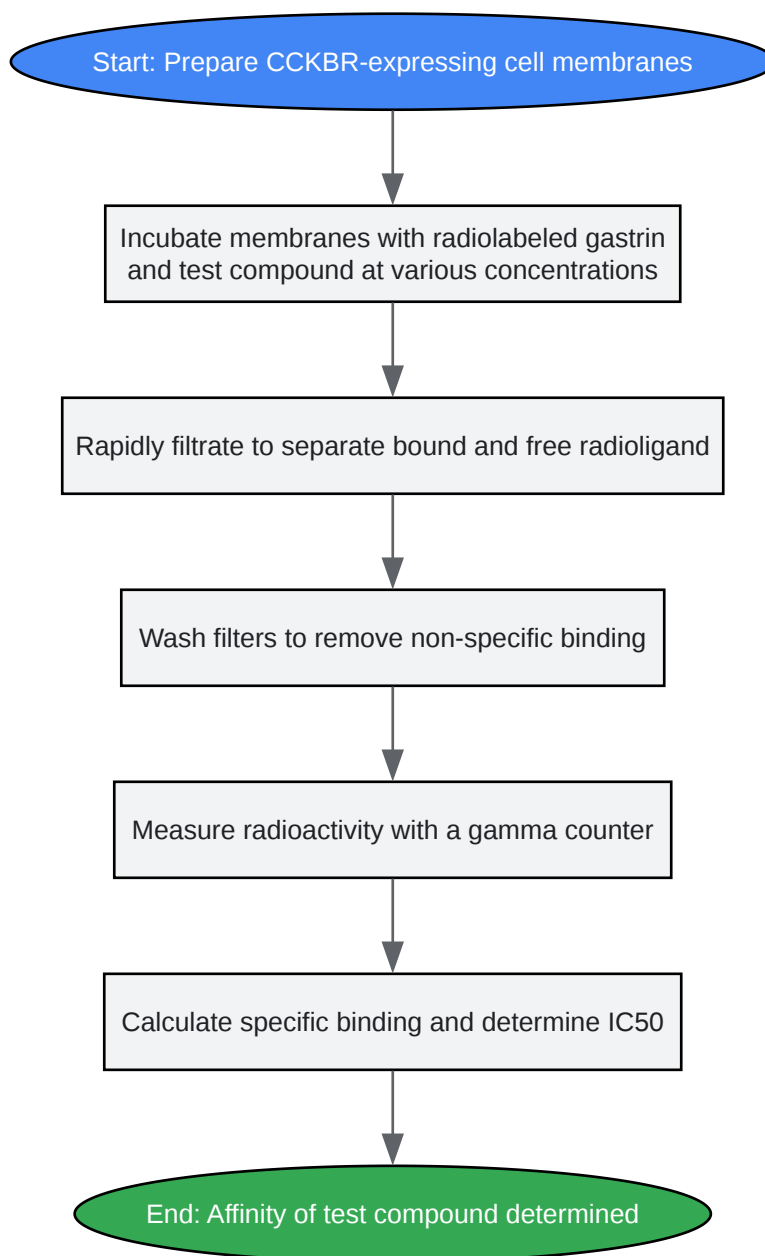 Start: Prepare CCKBR-expressing cell membranes
Incubate membranes with radiolabeled gastrin
and test compound at various concentrations
Rapidly filtrate to separate bound and free radioligand
Wash filters to remove non-specific binding
Measure radioactivity with a gamma counter
Calculate specific binding and determine IC50
End: Affinity of test compound determined